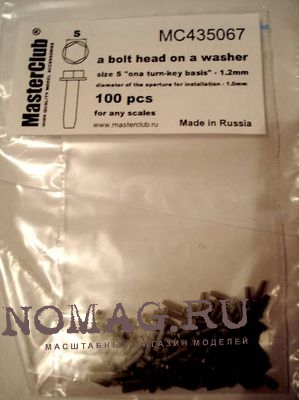 MasterClub®
HIGH QUALITY MODEL ACCESSORIES
S
MC435067
a bolt head on a washer
size S "ona turn-key basis" - 1.2mm
diameter of the aperture for installation - 1.0mm
100 pcs
for any scales
www.masterclub.ru
Made in Russia
NOMAG.RU
МАСШТАБНЫЙ МАГАЗИН МОДЕЛЕЙ